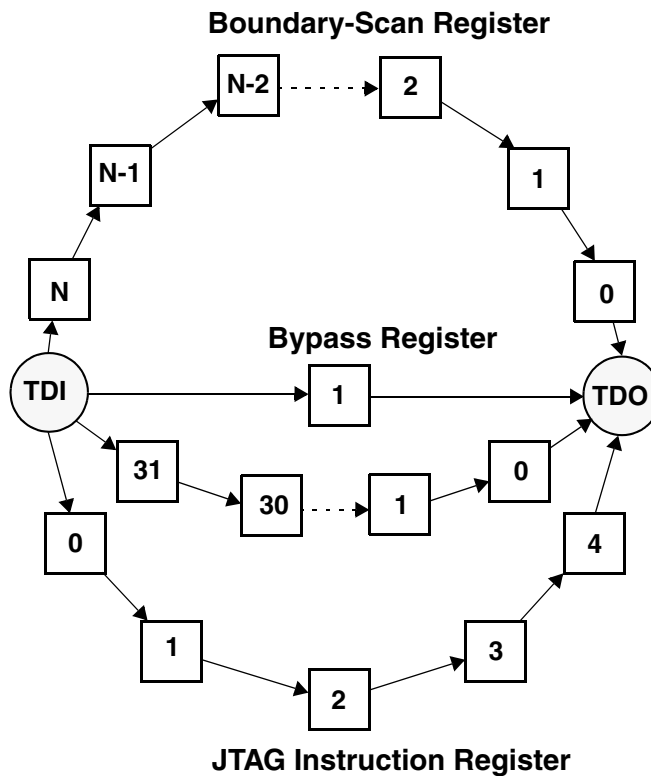 Boundary-Scan Register
N-2
2
N-1
1
N
0
Bypass Register
TDI
1
TDO
31
30
1
0
0
4
1
2
3
JTAG Instruction Register